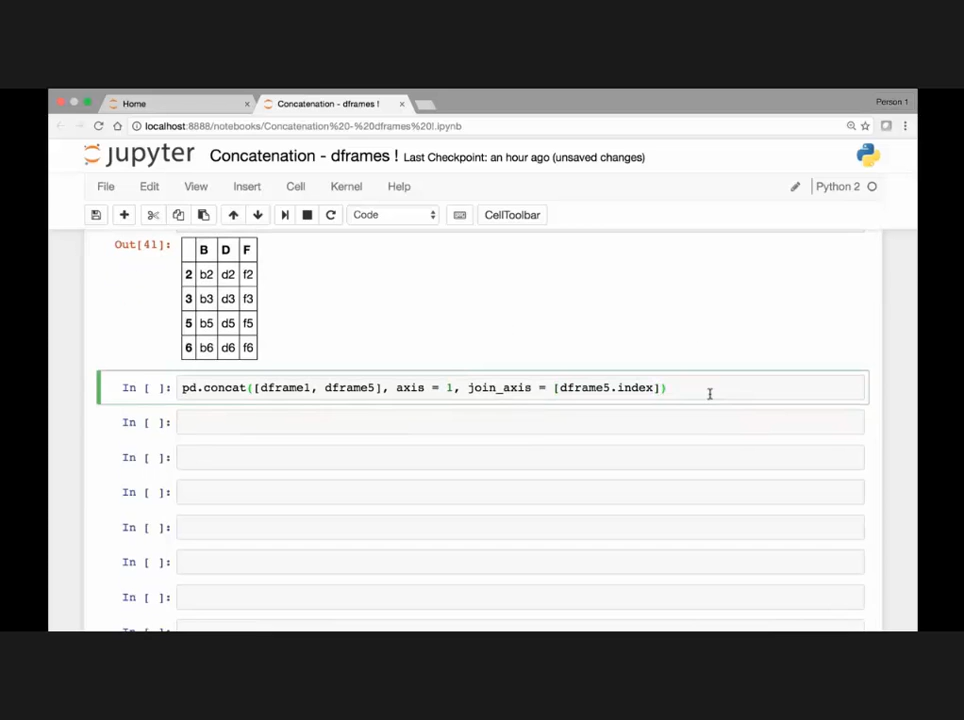 Home
Concatenation - dframes !
Person 1
localhost:8888/notebooks/Concatenation%20-%20dframes%20!.ipynb
jupyter Concatenation - dframes ! Last Checkpoint: an hour ago (unsaved changes)
File Edit View Insert Cell Kernel Help Python 2
Code CellToolbar
Out[41]:
B D F
2 b2 d2 f2
3 b3 d3 f3
5 b5 d5 f5
6 b6 d6 f6
In [ ]: pd.concat([dframe1, dframe5], axis = 1, join_axis = [dframe5.index])
In [ ]:
In [ ]:
In [ ]:
In [ ]:
In [ ]:
In [ ]: